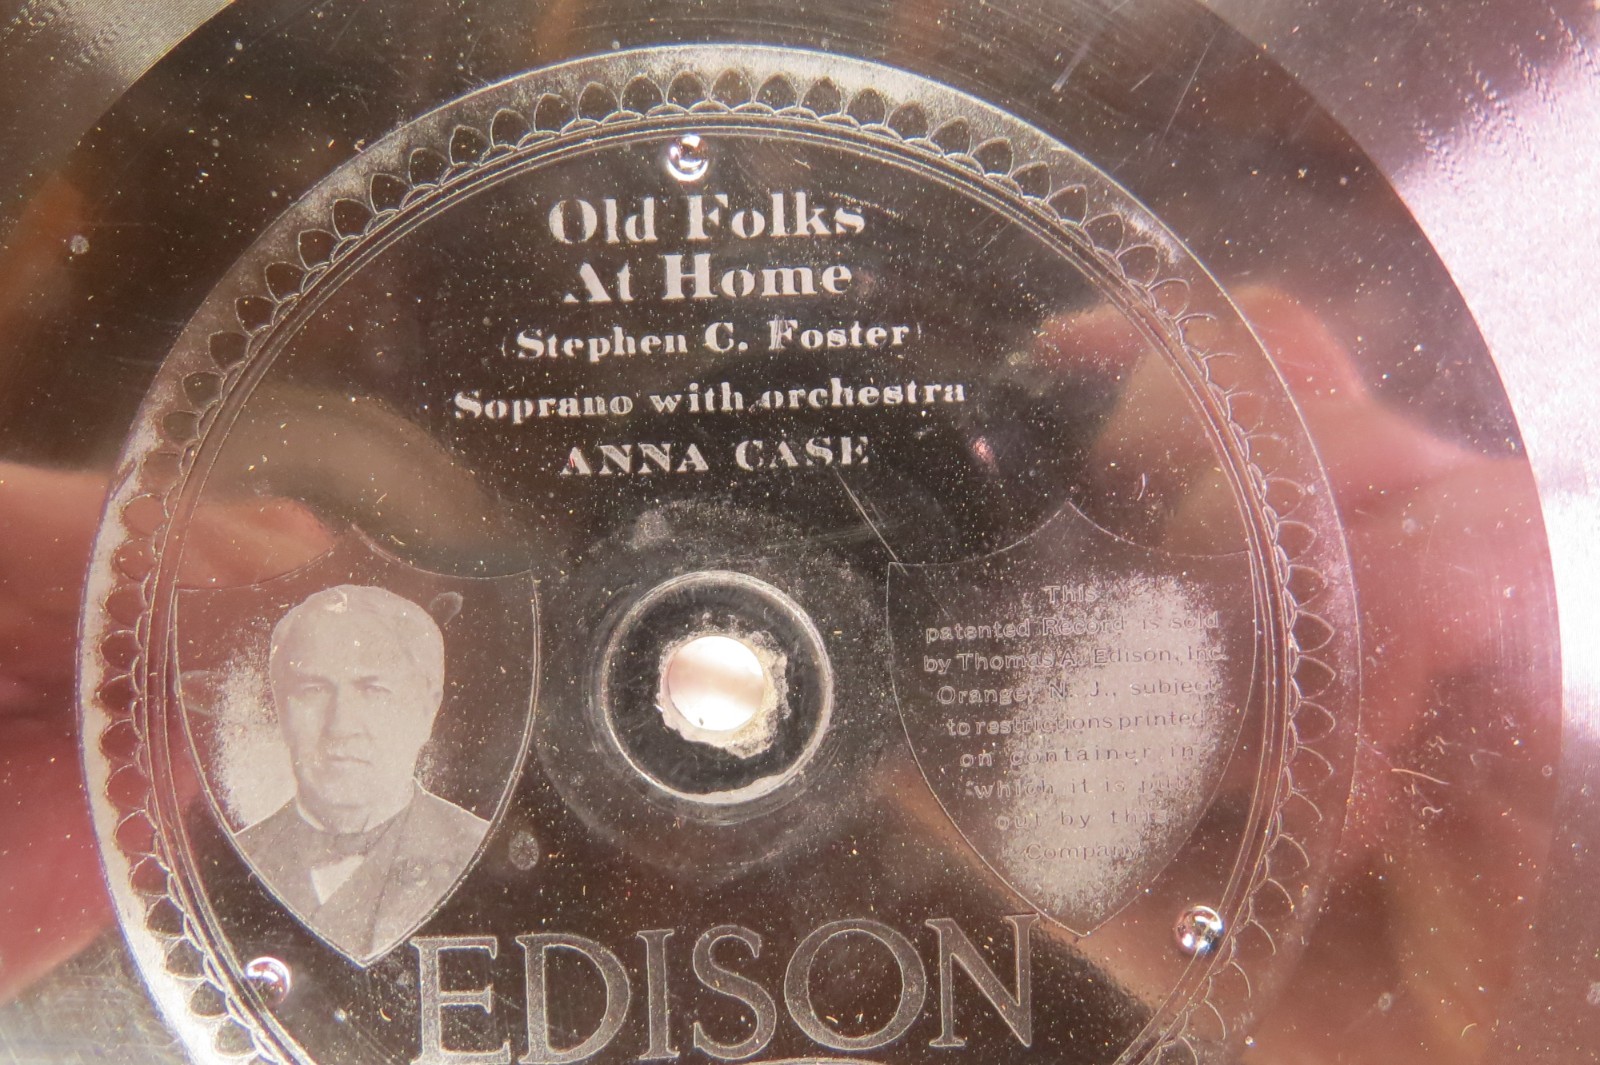 Old Folks
At Home
(Stephen C. Foster)
Soprano with orchestra
ANNA CASE
This
patented Record is sold
by Thomas A. Edison, Inc.
Orange, N. J., subject
to restrictions printed
on container in
which it is put
out by this
Company
EDISON